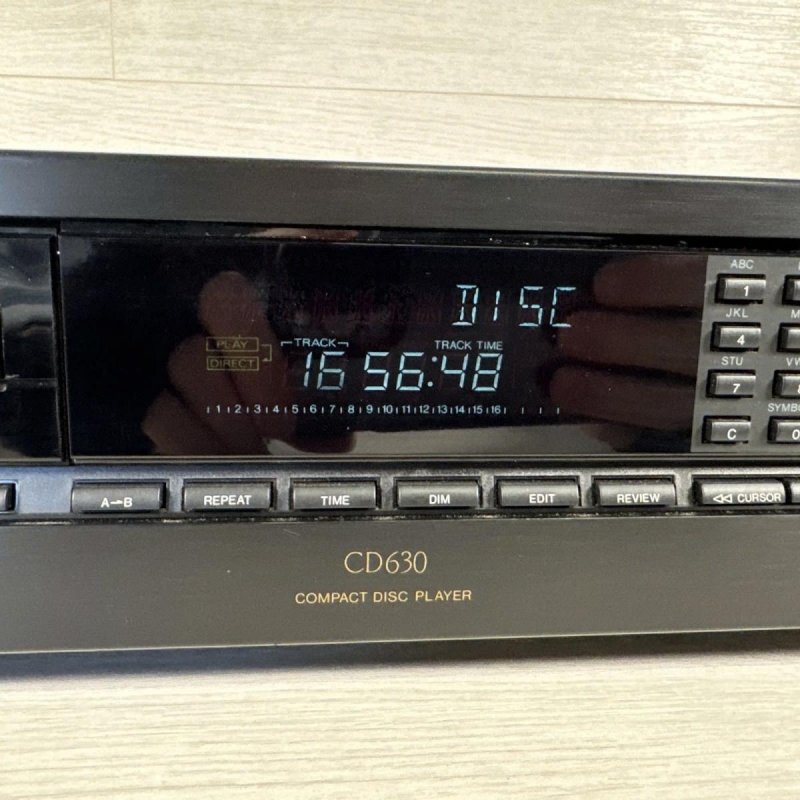 DISC
PLAY
DIRECT
TRACK
TRACK TIME
16 56:48
1 2 3 4 5 6 7 8 9 10 11 12 13 14 15 16
ABC
1
JKL
4
STU
7
C
0
A→B
REPEAT
TIME
DIM
EDIT
REVIEW
◁◁ CURSOR
CD630
COMPACT DISC PLAYER